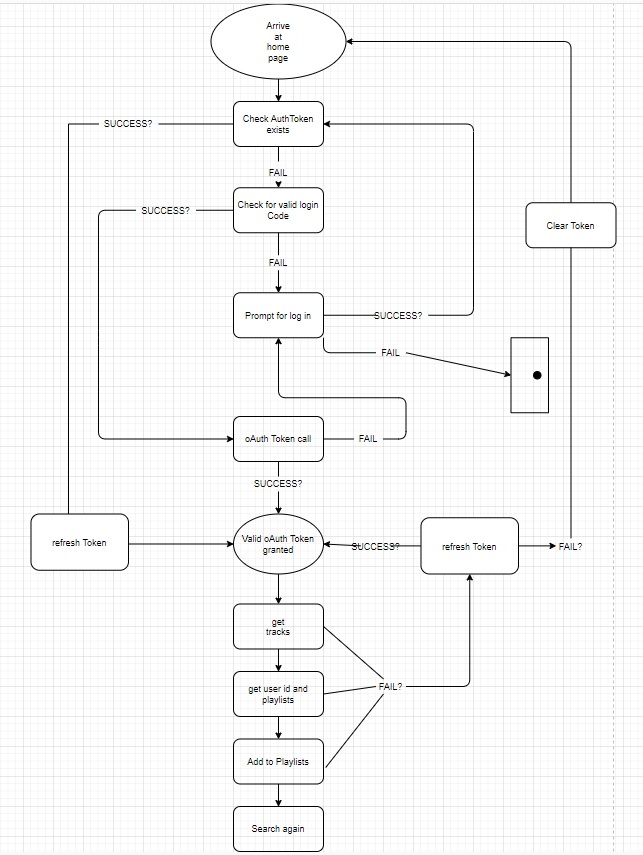 Arrive
at
home
page
Check AuthToken
exists
SUCCESS?
FAIL
Check for valid login
Code
SUCCESS?
Clear Token
FAIL
Prompt for log in
SUCCESS?
FAIL
oAuth Token call
FAIL
SUCCESS?
refresh Token
Valid oAuth Token
granted
SUCCESS?
refresh Token
FAIL?
get
tracks
get user id and
playlists
FAIL?
Add to Playlists
Search again